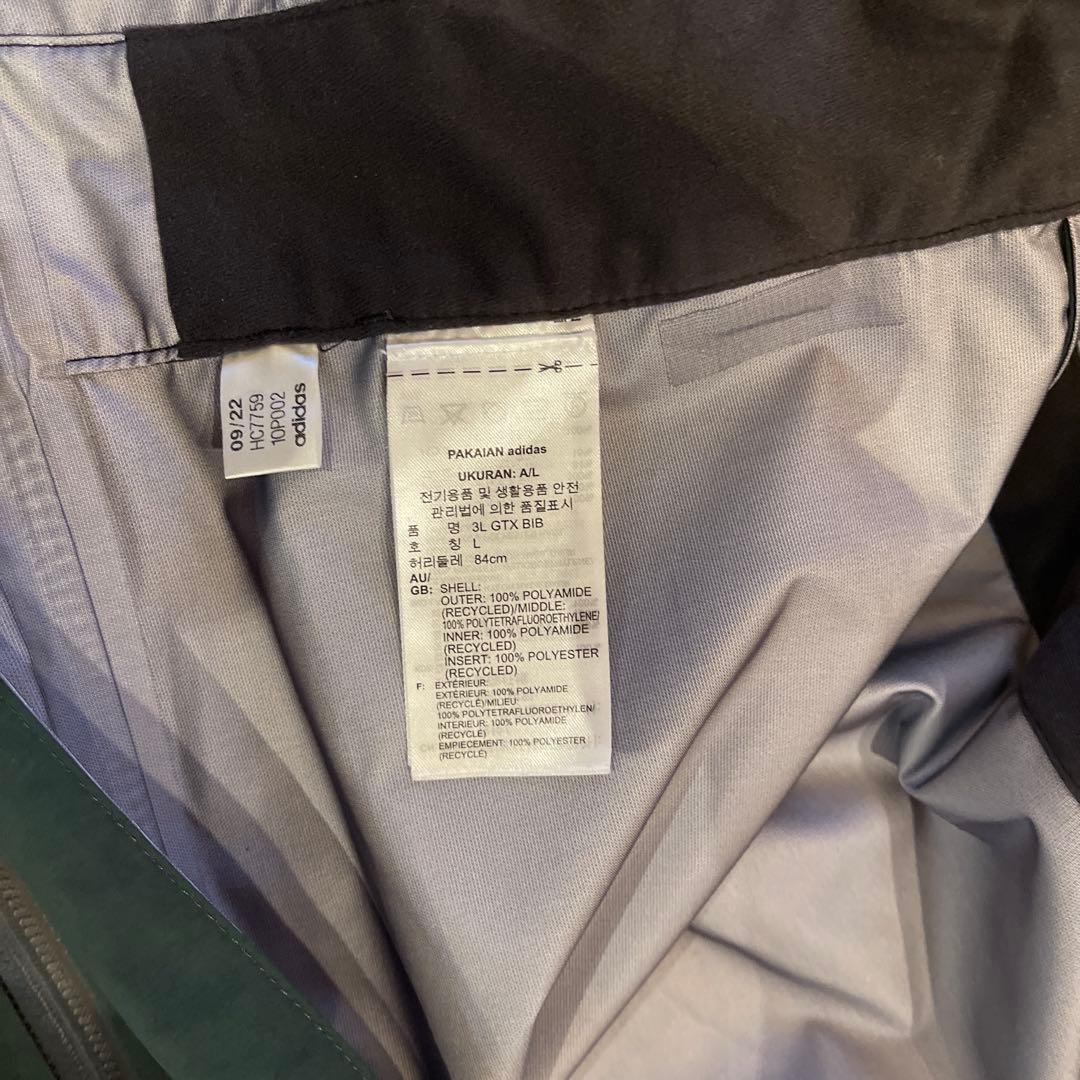 09/22
HC7759
10P002
adidas
PAKAIAN adidas
UKURAN: A/L
전기용품 및 생활용품 안전
관리법에 의한 품질표시
품 명 3L GTX BIB
호 칭 L
허리둘레 84cm
AU/
GB: SHELL:
OUTER: 100% POLYAMIDE
(RECYCLED)/MIDDLE:
100% POLYTETRAFLUOROETHYLENE/
INNER: 100% POLYAMIDE
(RECYCLED)
INSERT: 100% POLYESTER
(RECYCLED)
F: EXTÉRIEUR:
EXTÉRIEUR: 100% POLYAMIDE
(RECYCLÉ)/MILIEU:
100% POLYTETRAFLUOROETHYLEN/
INTERIEUR: 100% POLYAMIDE
(RECYCLÉ)
EMPIECEMENT: 100% POLYESTER
(RECYCLÉ)